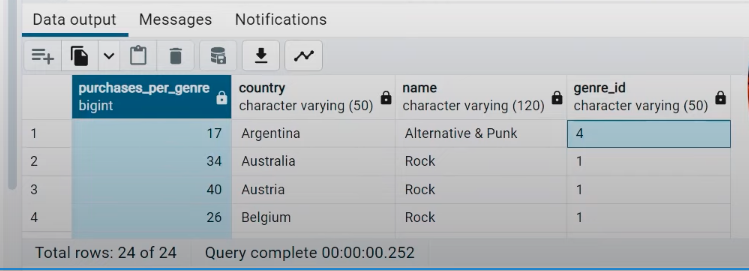 Data output Messages Notifications
purchases_per_genre country name genre_id
bigint character varying (50) character varying (120) character varying (50)
1 17 Argentina Alternative & Punk 4
2 34 Australia Rock 1
3 40 Austria Rock 1
4 26 Belgium Rock 1
Total rows: 24 of 24 Query complete 00:00:00.252